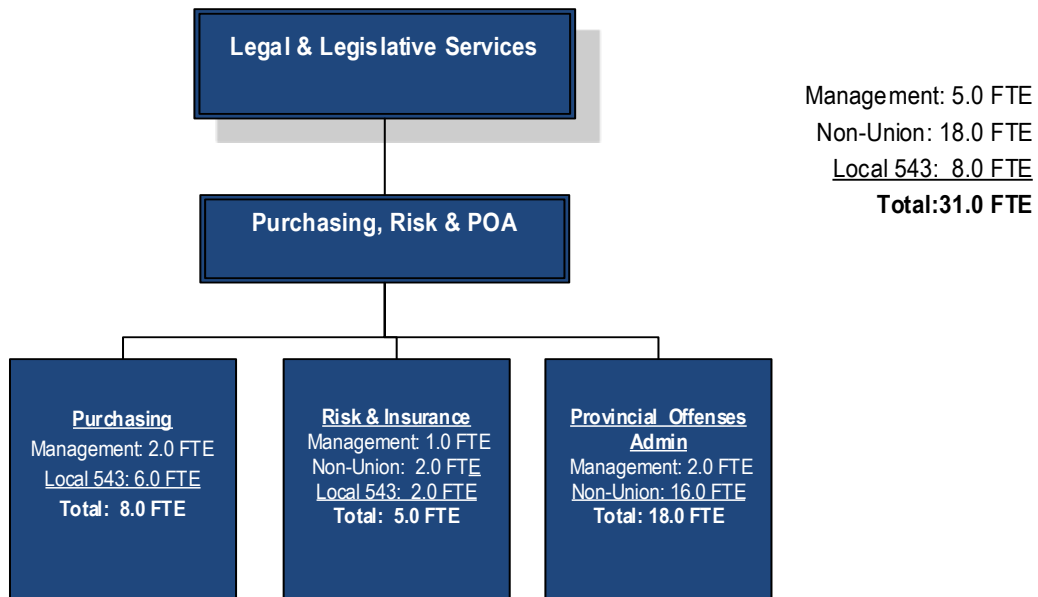 Legal & Legislative Services
Management: 5.0 FTE
Non-Union: 18.0 FTE
Local 543: 8.0 FTE
Total:31.0 FTE
Purchasing, Risk & POA
Purchasing
Management: 2.0 FTE
Local 543: 6.0 FTE
Total: 8.0 FTE
Risk & Insurance
Management: 1.0 FTE
Non-Union: 2.0 FTE
Local 543: 2.0 FTE
Total: 5.0 FTE
Provincial Offenses
Admin
Management: 2.0 FTE
Non-Union: 16.0 FTE
Total: 18.0 FTE